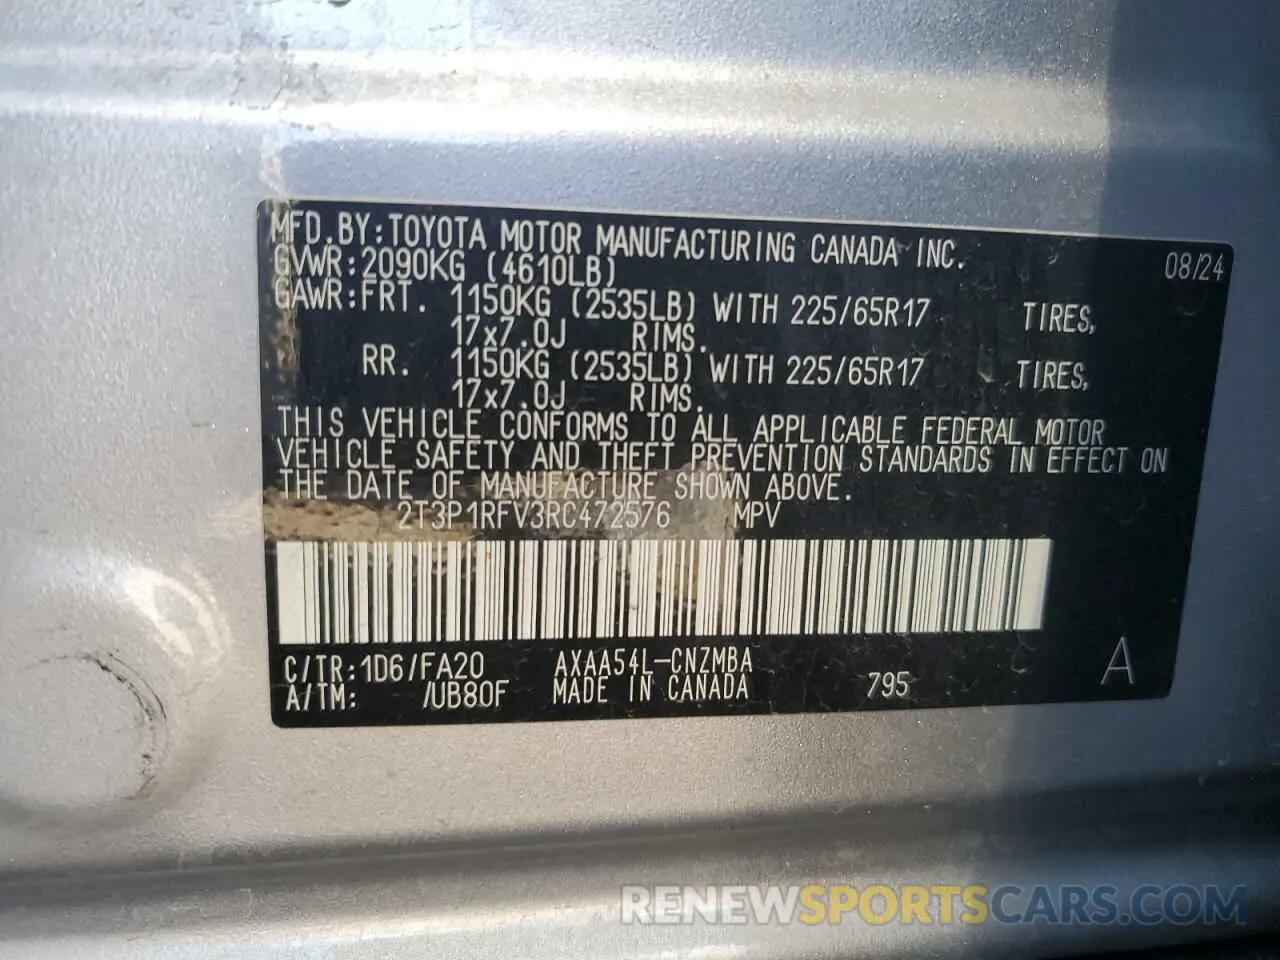 MFD.BY:TOYOTA MOTOR MANUFACTURING CANADA INC. 08/24
GVWR:2090KG (4610LB)
GAWR:FRT. 1150KG (2535LB) WITH 225/65R17 TIRES,
17x7.0J RIMS.
RR. 1150KG (2535LB) WITH 225/65R17 TIRES,
17x7.0J RIMS.
THIS VEHICLE CONFORMS TO ALL APPLICABLE FEDERAL MOTOR
VEHICLE SAFETY AND THEFT PREVENTION STANDARDS IN EFFECT ON
THE DATE OF MANUFACTURE SHOWN ABOVE.
2T3P1RFV3RC472576 MPV
C/TR:1D6/FA20 AXAA54L-CNZMBA A
A/TM: /UB80F MADE IN CANADA 795
RENEWSPORTSCARS.COM